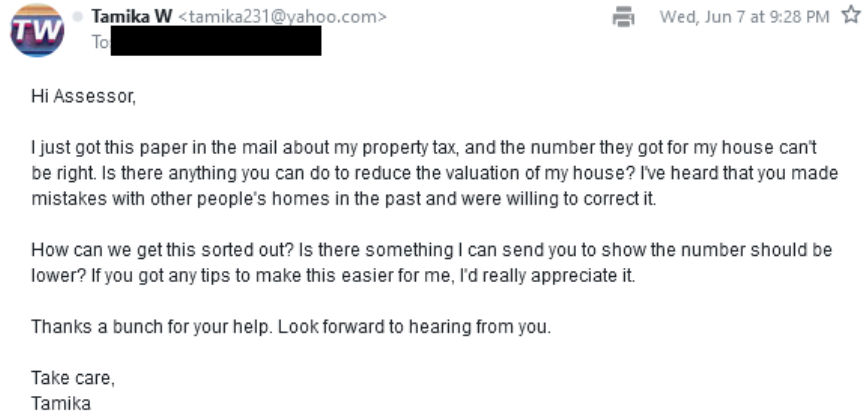 TW
Tamika W <tamika231@yahoo.com>
Wed, Jun 7 at 9:28 PM
To:
Hi Assessor,
I just got this paper in the mail about my property tax, and the number they got for my house can't
be right. Is there anything you can do to reduce the valuation of my house? I've heard that you made
mistakes with other people's homes in the past and were willing to correct it.
How can we get this sorted out? Is there something I can send you to show the number should be
lower? If you got any tips to make this easier for me, I'd really appreciate it.
Thanks a bunch for your help. Look forward to hearing from you.
Take care,
Tamika